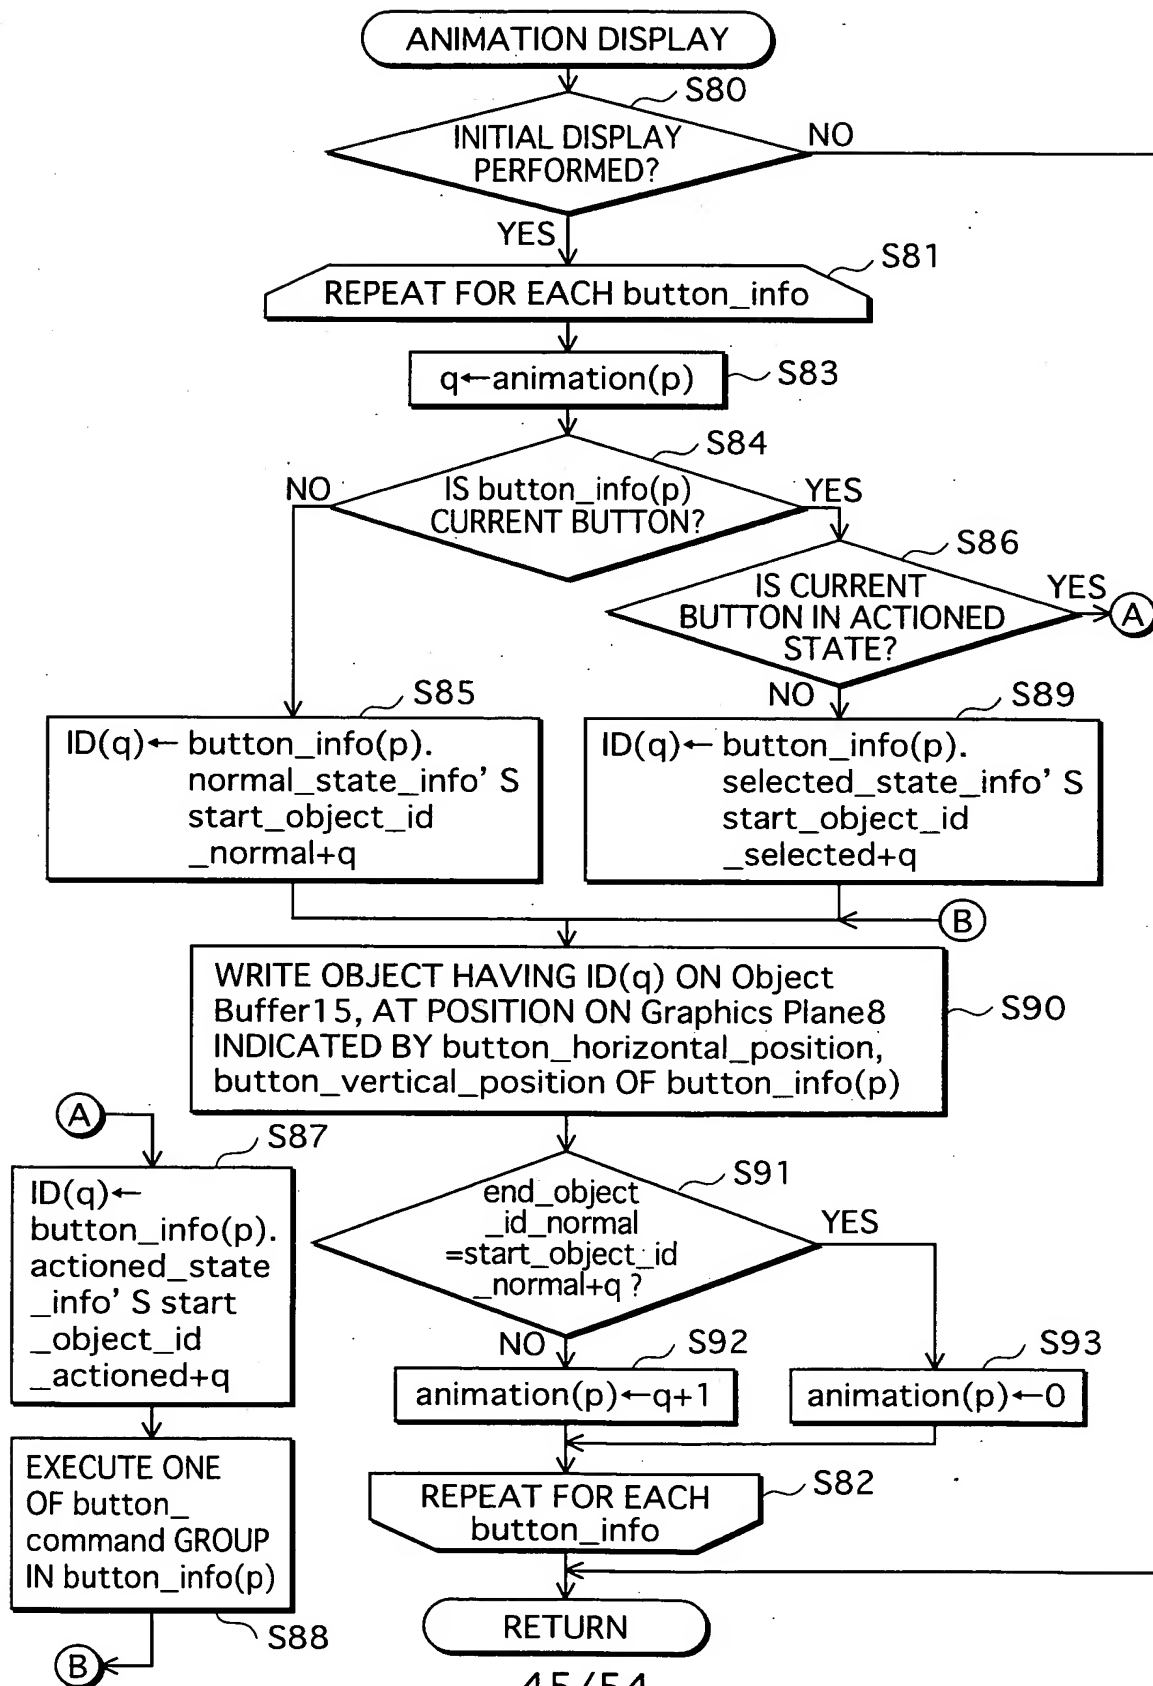 ANIMATION DISPLAY
S80
INITIAL DISPLAY
PERFORMED?
NO
YES
S81
REPEAT FOR EACH button_info
q←animation(p)
S83
S84
NO
IS button_info(p)
CURRENT BUTTON?
YES
S86
IS CURRENT
BUTTON IN ACTIONED
STATE?
YES
A
NO
S85
ID(q)← button_info(p).
normal_state_info' S
start_object_id
_normal+q
S89
ID(q)← button_info(p).
selected_state_info' S
start_object_id
_selected+q
B
WRITE OBJECT HAVING ID(q) ON Object
Buffer15, AT POSITION ON Graphics Plane8
INDICATED BY button_horizontal_position,
button_vertical_position OF button_info(p)
S90
A
S87
ID(q)←
button_info(p).
actioned_state
_info' S start
_object_id
_actioned+q
S91
end_object
_id_normal
=start_object_id
_normal+q ?
YES
NO
S92
animation(p)←q+1
S93
animation(p)←0
EXECUTE ONE
OF button_
command GROUP
IN button_info(p)
S88
B
REPEAT FOR EACH
button_info
S82
RETURN
45/54